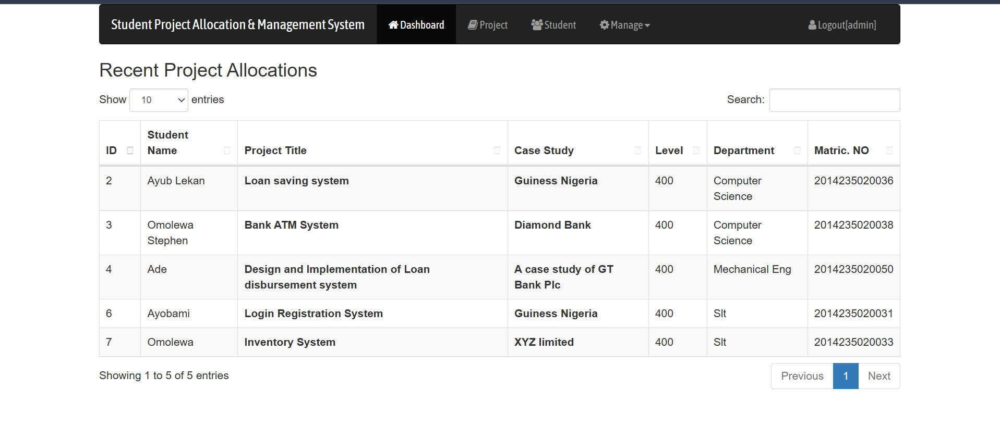 Student Project Allocation & Management System Dashboard Project Student Manage Logout[admin]
Recent Project Allocations
Show 10 entries Search:
ID Student Name Project Title Case Study Level Department Matric. NO
2 Ayub Lekan Loan saving system Guiness Nigeria 400 Computer Science 2014235020036
3 Omolewa Stephen Bank ATM System Diamond Bank 400 Computer Science 2014235020038
4 Ade Design and Implementation of Loan disbursement system A case study of GT Bank Plc 400 Mechanical Eng 2014235020050
6 Ayobami Login Registration System Guiness Nigeria 400 Slt 2014235020031
7 Omolewa Inventory System XYZ limited 400 Slt 2014235020033
Showing 1 to 5 of 5 entries Previous 1 Next